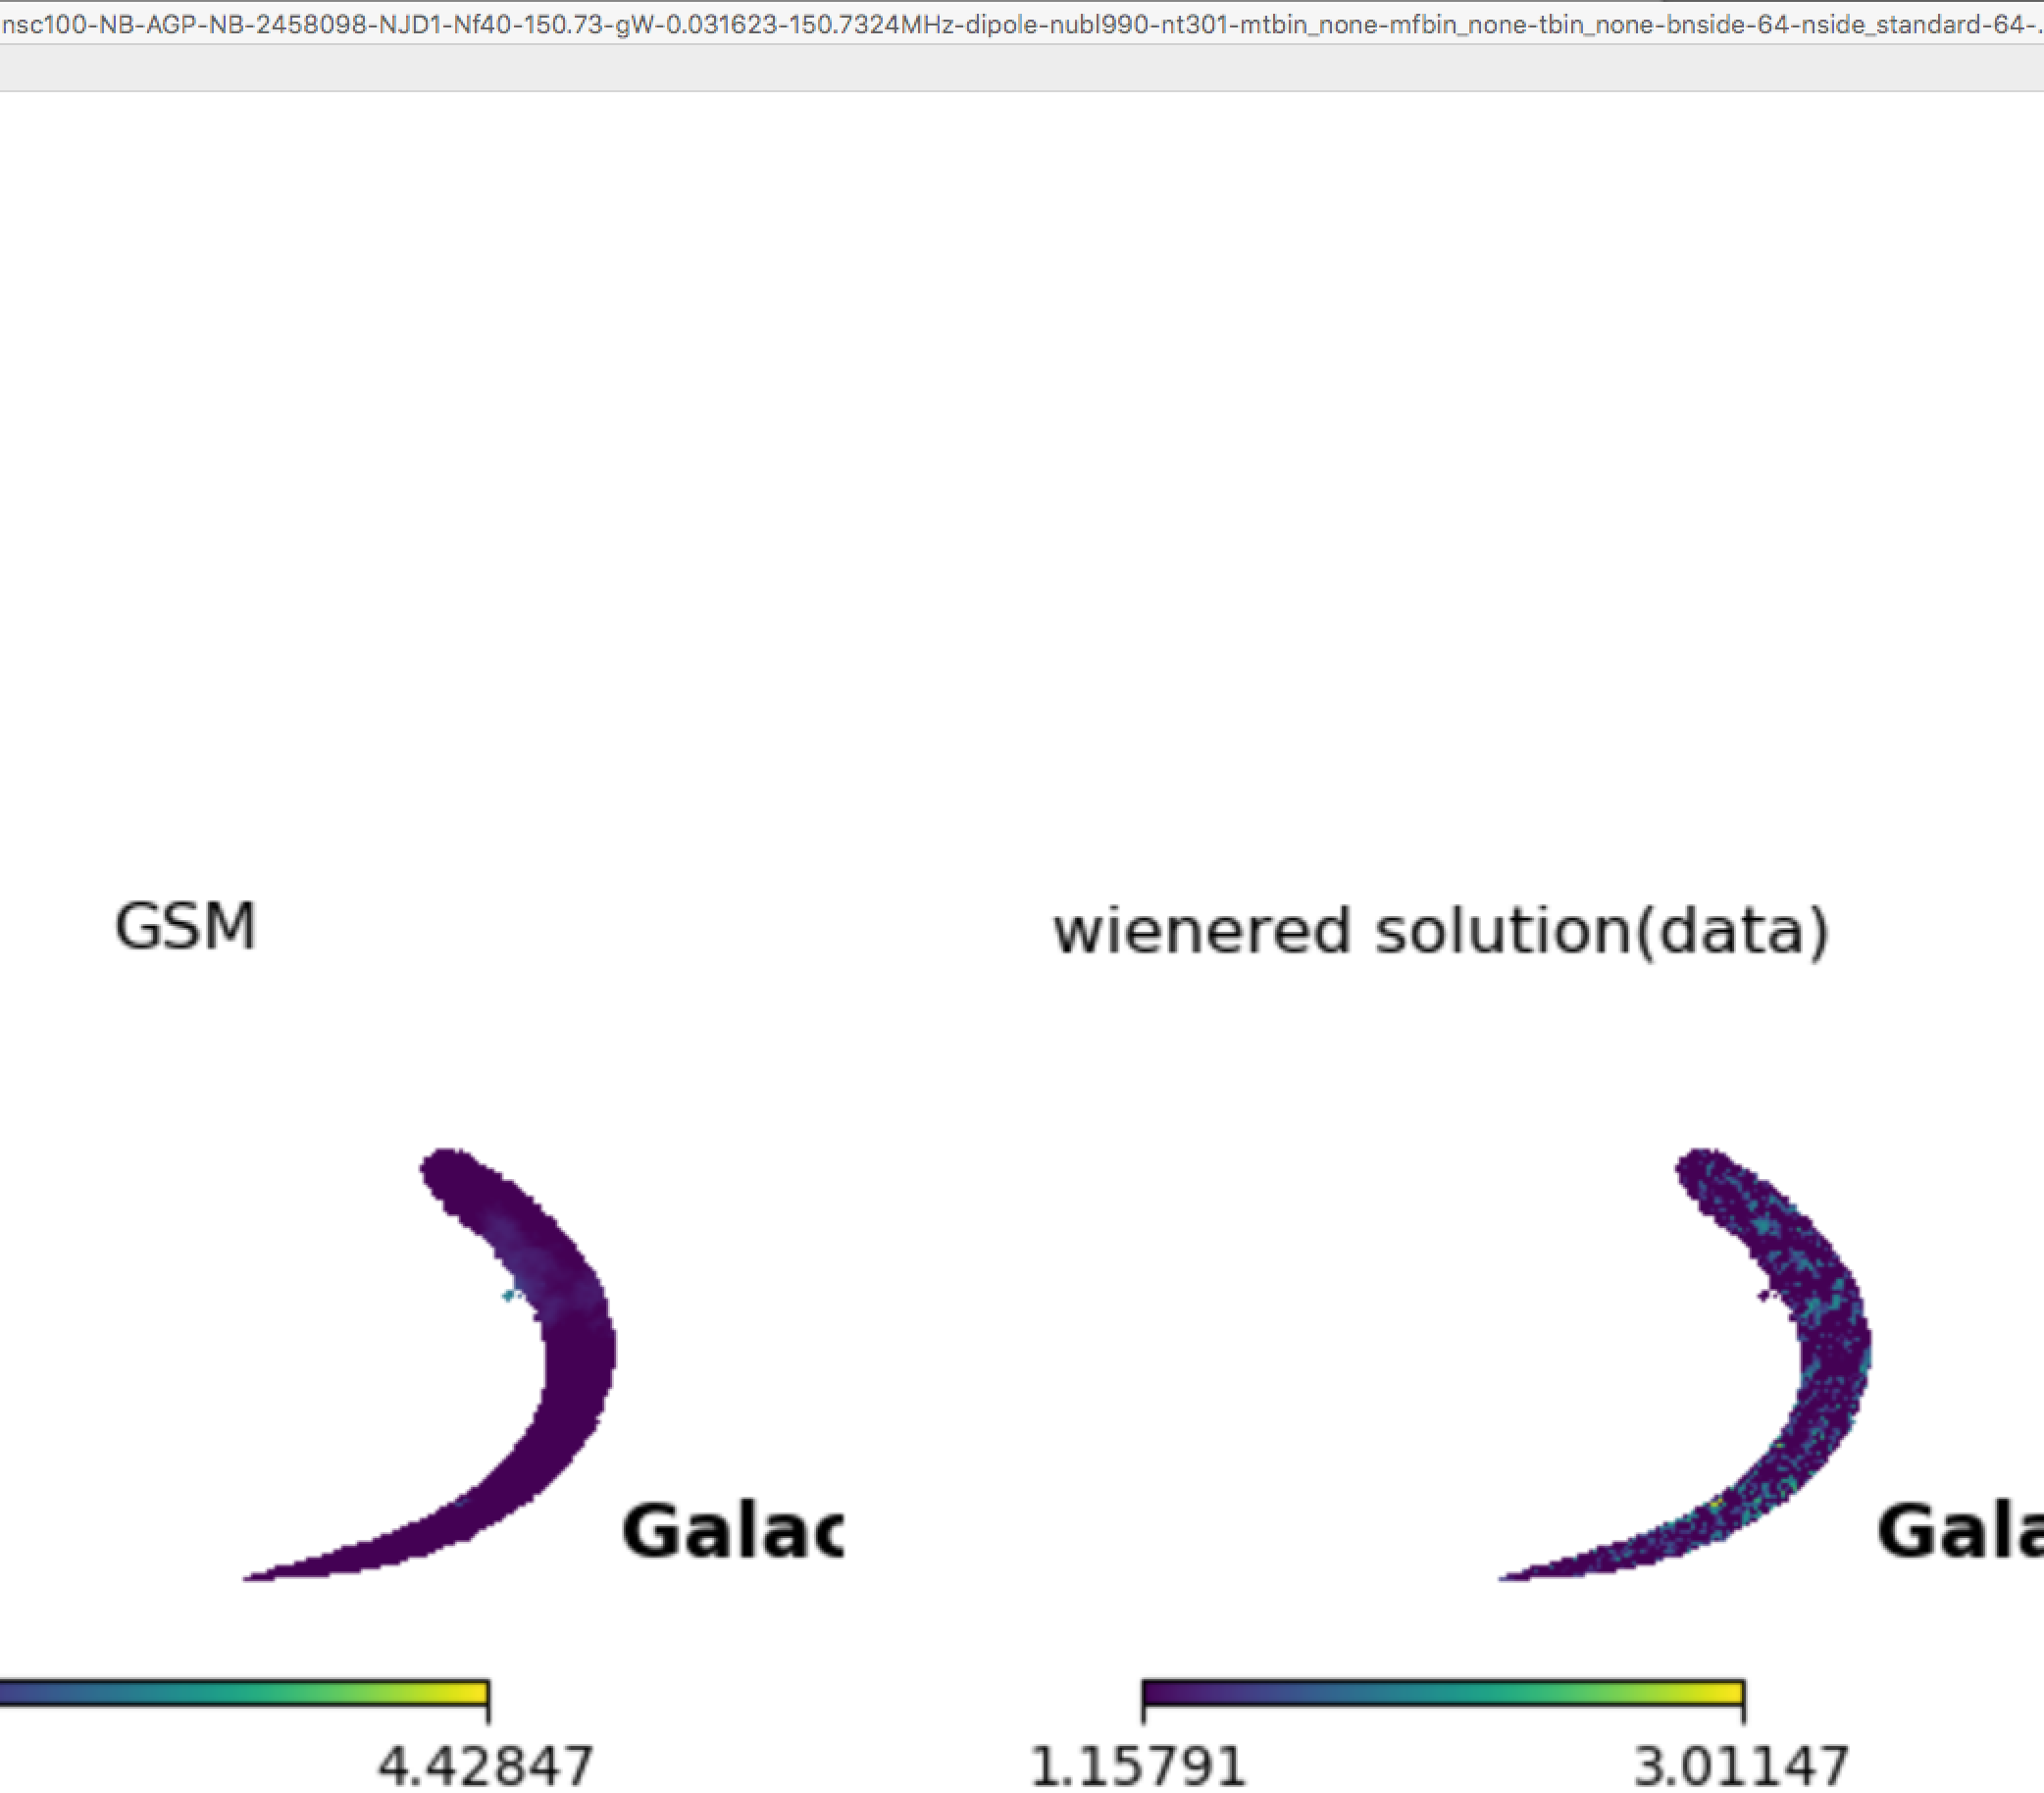 nsc100-NB-AGP-NB-2458098-NJD1-Nf40-150.73-gW-0.031623-150.7324MHz-dipole-nubl990-nt301-mtbin_none-mfbin_none-tbin_none-bnside-64-nside_standard-64-..
GSM
wienered solution(data)
Galac
Gala
4.42847
1.15791
3.01147